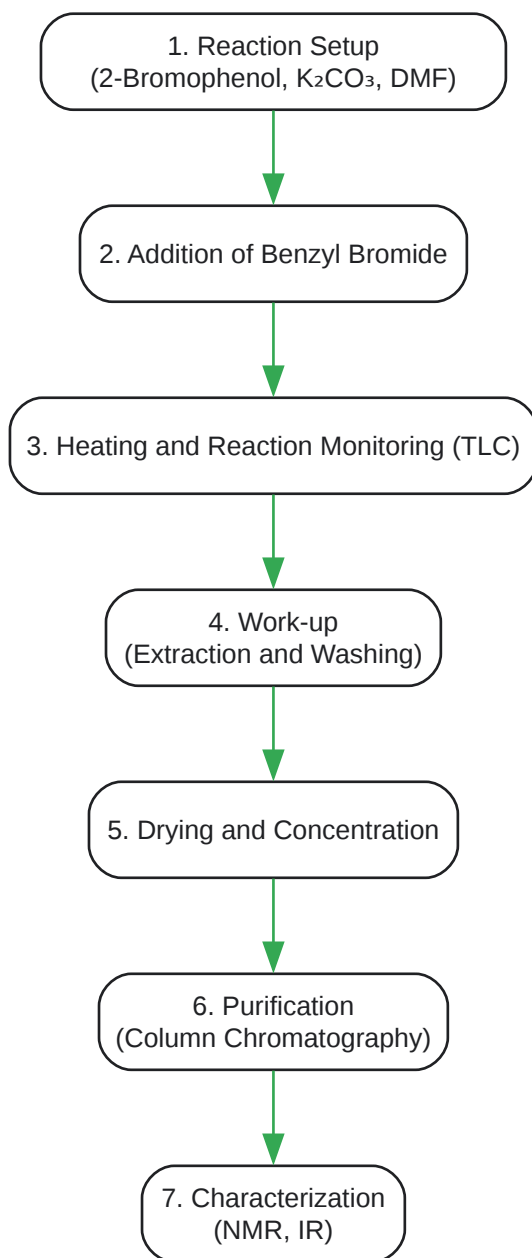 1. Reaction Setup
(2-Bromophenol, K₂CO₃, DMF)
2. Addition of Benzyl Bromide
3. Heating and Reaction Monitoring (TLC)
4. Work-up
(Extraction and Washing)
5. Drying and Concentration
6. Purification
(Column Chromatography)
7. Characterization
(NMR, IR)